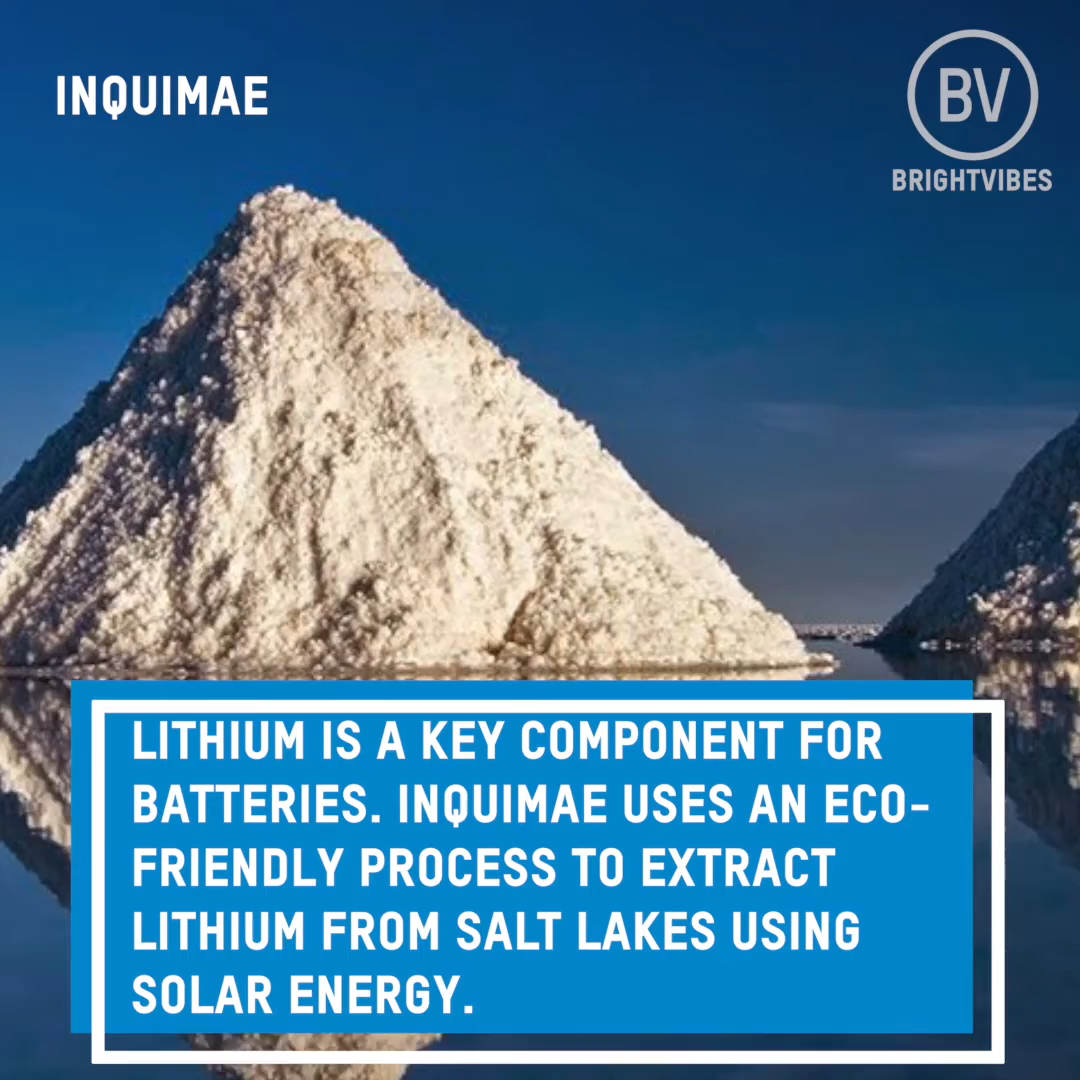 INQUIMAE
BV
BRIGHTVIBES
LITHIUM IS A KEY COMPONENT FOR
BATTERIES. INQUIMAE USES AN ECO-
FRIENDLY PROCESS TO EXTRACT
LITHIUM FROM SALT LAKES USING
SOLAR ENERGY.